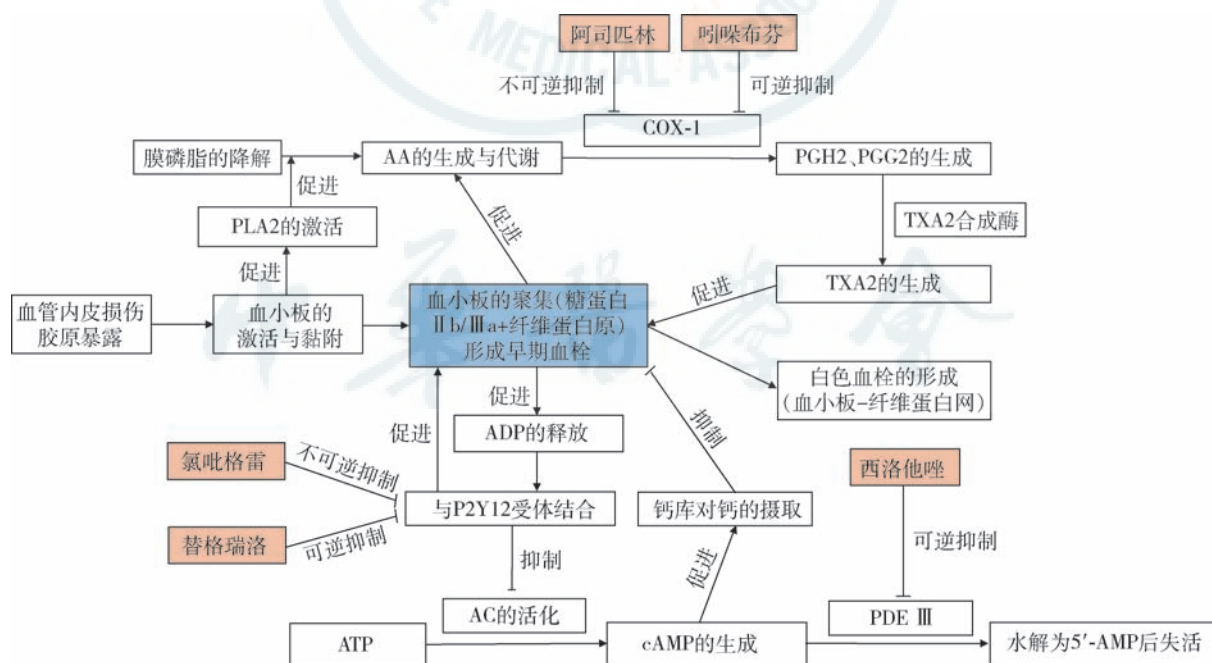 E MEDICAL ASSOC
阿司匹林
吲哚布芬
不可逆抑制
可逆抑制
COX-1
膜磷脂的降解
AA的生成与代谢
PGH2、PGG2的生成
促进
促进
PLA2的激活
TXA2合成酶
促进
TXA2的生成
促进
血管内皮损伤
胶原暴露
血小板的
激活与黏附
血小板的聚集(糖蛋白
Ⅱb/Ⅲa+纤维蛋白原)
形成早期血栓
白色血栓的形成
(血小板-纤维蛋白网)
促进
促进
抑制
ADP的释放
氯吡格雷
不可逆抑制
西洛他唑
与P2Y12受体结合
钙库对钙的摄取
替格瑞洛
可逆抑制
抑制
促进
可逆抑制
AC的活化
PDE Ⅲ
ATP
cAMP的生成
水解为5′-AMP后失活